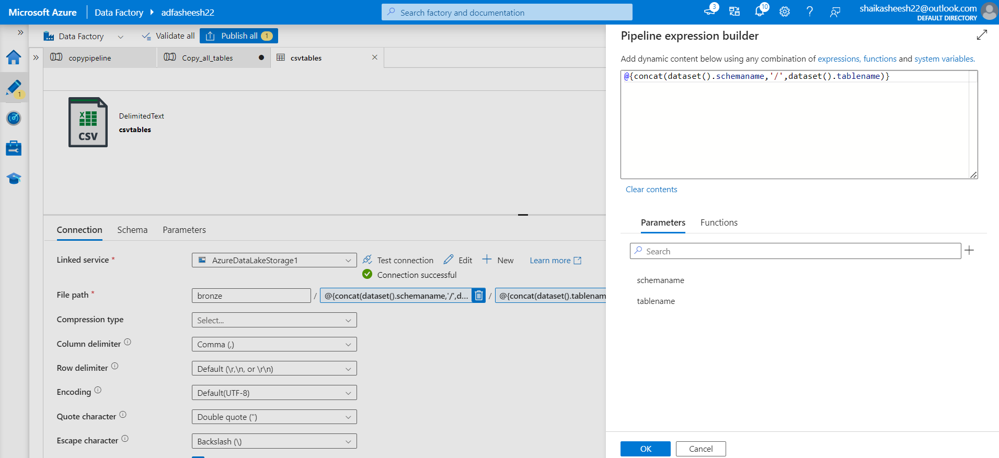 Microsoft Azure
Data Factory
adfasheesh22
Search factory and documentation
3
10
shaikasheesh22@outlook.com
DEFAULT DIRECTORY
Data Factory
Validate all
Publish all
1
copypipeline
Copy_all_tables
csvtables
1
X
CSV
DelimitedText
csvtables
Connection
Schema
Parameters
Linked service *
AzureDataLakeStorage1
Test connection
Edit
New
Learn more
Connection successful
File path *
bronze
/
@{concat(dataset().schemaname,'/',d...
/
@{concat(dataset().tablenam
Compression type
Select...
Column delimiter
Comma (,)
Row delimiter
Default (\r,\n, or \r\n)
Encoding
Default(UTF-8)
Quote character
Double quote (")
Escape character
Backslash (\)
Pipeline expression builder
Add dynamic content below using any combination of expressions, functions and system variables.
@{concat(dataset().schemaname,'/',dataset().tablename)}
Clear contents
Parameters
Functions
Search
schemaname
tablename
OK
Cancel